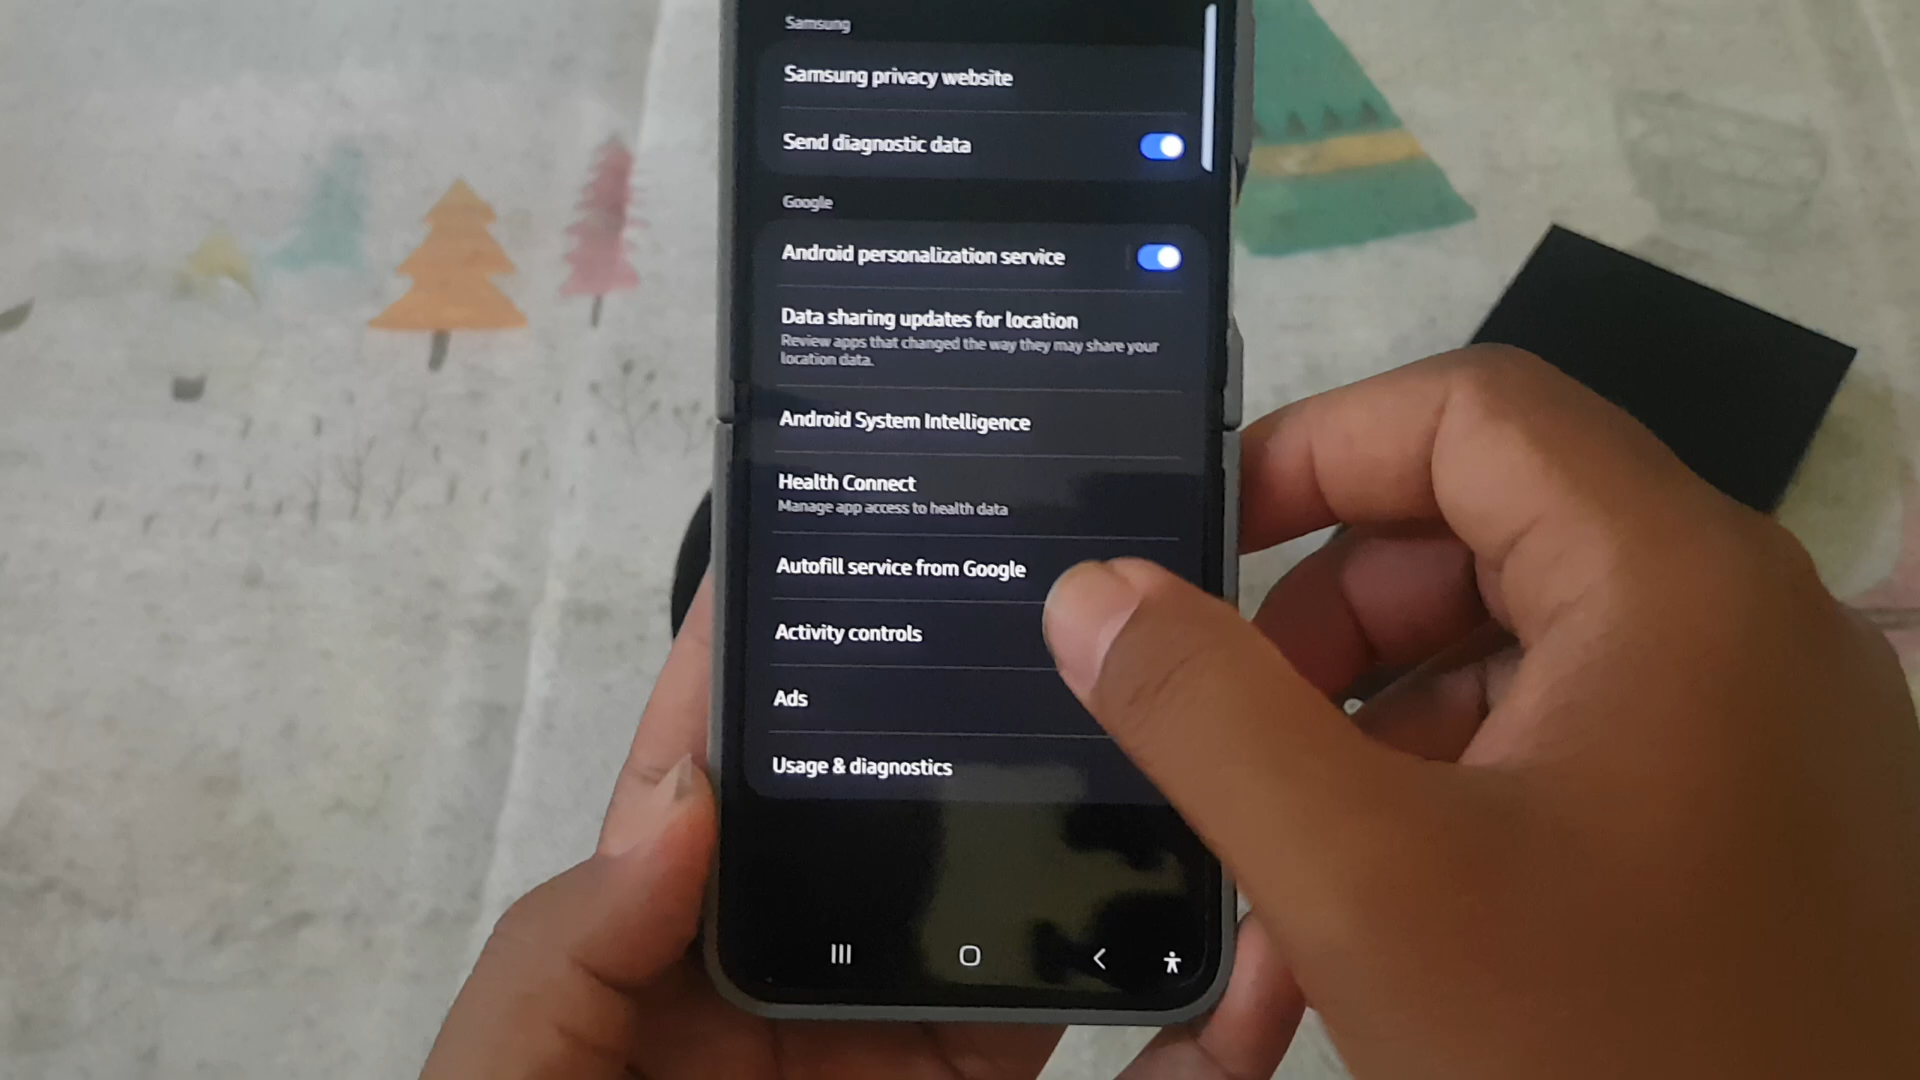 Samsung
Samsung privacy website
Send diagnostic data
Google
Android personalization service
Data sharing updates for location
Review apps that changed the way they may share your
location data.
Android System Intelligence
Health Connect
Manage app access to health data
Autofill service from Google
Activity controls
Ads
Usage & diagnostics